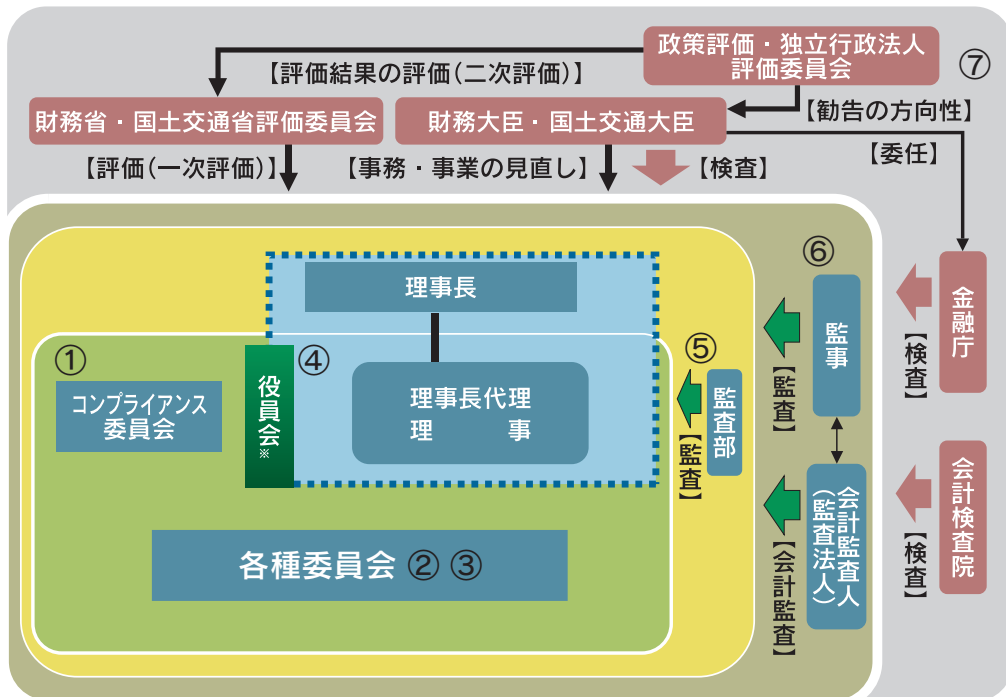 政策評価・独立行政法人
評価委員会
⑦
【評価結果の評価(二次評価)】
【勧告の方向性】
財務省・国土交通省評価委員会
財務大臣・国土交通大臣
【委任】
【評価(一次評価)】
【事務・事業の見直し】
【検査】
理事長
⑥
監事
【監査】
金融庁
【検査】
①
コンプライアンス
委員会
役員会※
④
理事長代理
理　　事
⑤
監査部
【監査】
各種委員会 ② ③
会計監査人
(監査法人)
【会計監査】
会計検査院
【検査】